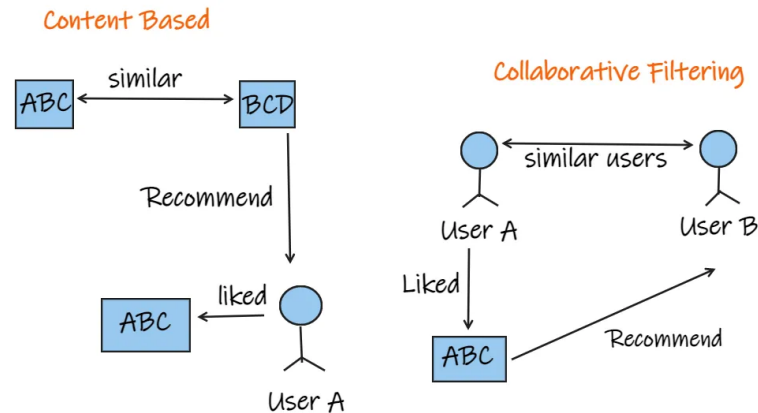 Content Based
ABC
similar
BCD
Recommend
ABC
liked
User A
Collaborative Filtering
similar users
User A
User B
Liked
ABC
Recommend